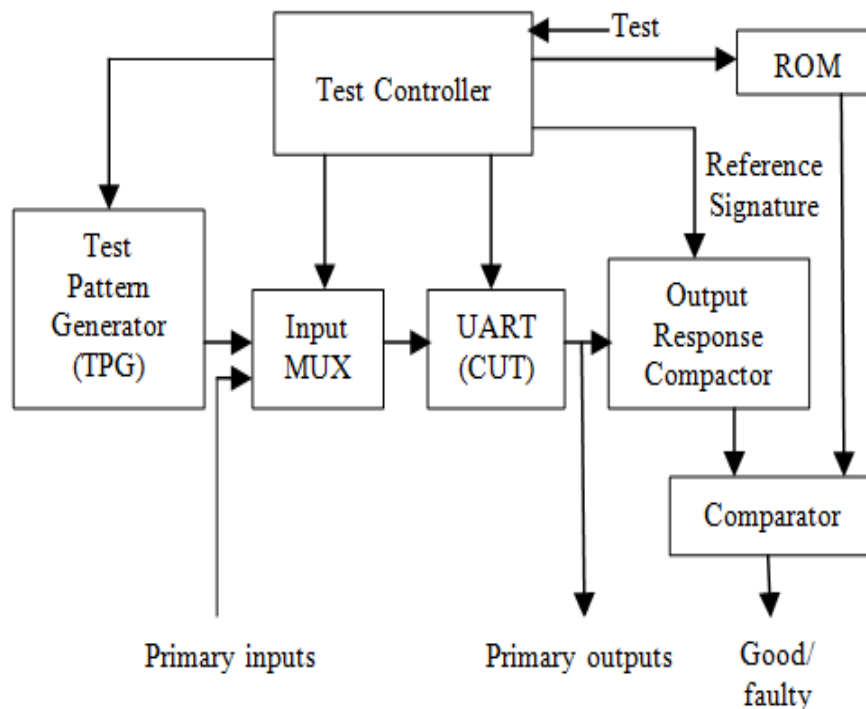 Test
ROM
Test Controller
Reference
Signature
Test
Pattern
Generator
(TPG)
Input
MUX
UART
(CUT)
Output
Response
Compactor
Comparator
Primary inputs
Primary outputs
Good/
faulty